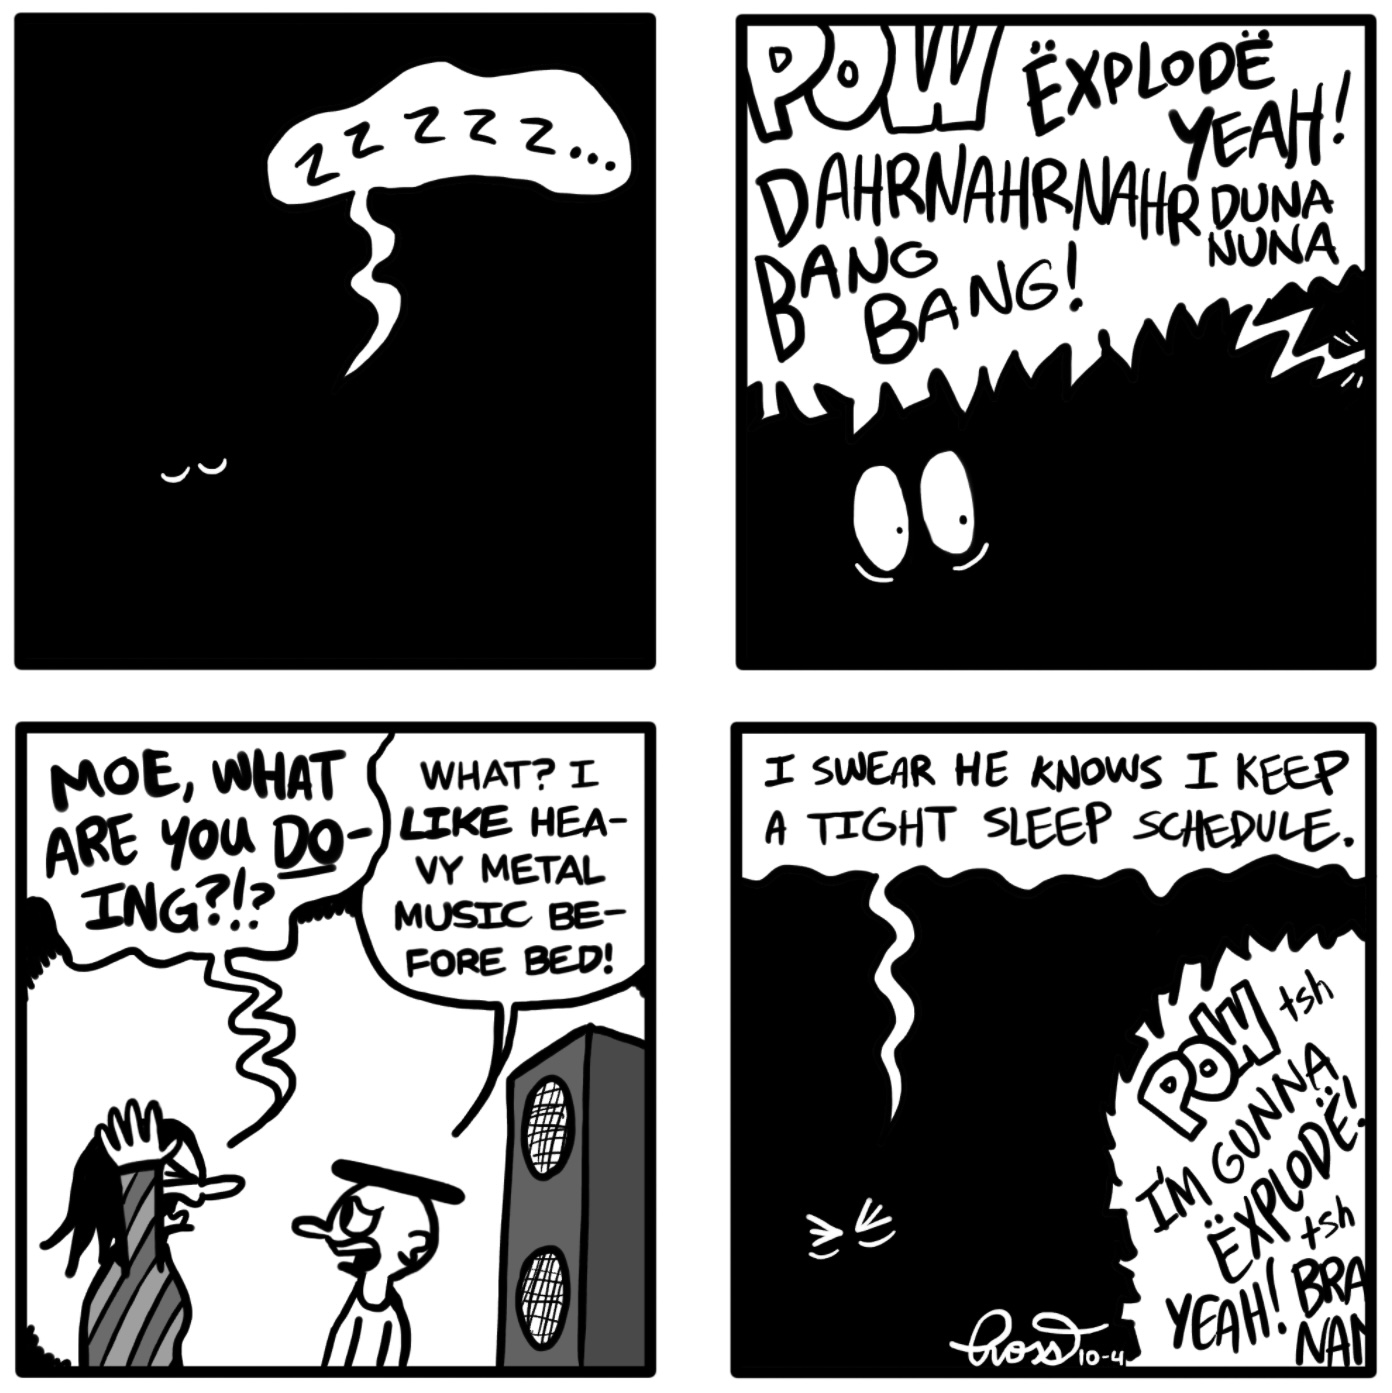 ZZZZZ...
POW
ËXPLODË
YEAH!
DAHRNAHRNAHR
DUNA
NUNA
BANG
BANG!
MOE, WHAT
ARE YOU DO-
ING?!?
WHAT? I
LIKE HEA-
VY METAL
MUSIC BE-
FORE BED!
I SWEAR HE KNOWS I KEEP
A TIGHT SLEEP SCHEDULE.
POW
tsh
I'M GUNNA
ËXPLODË!
tsh
YEAH!
BRA
NAN
Ross 10-4